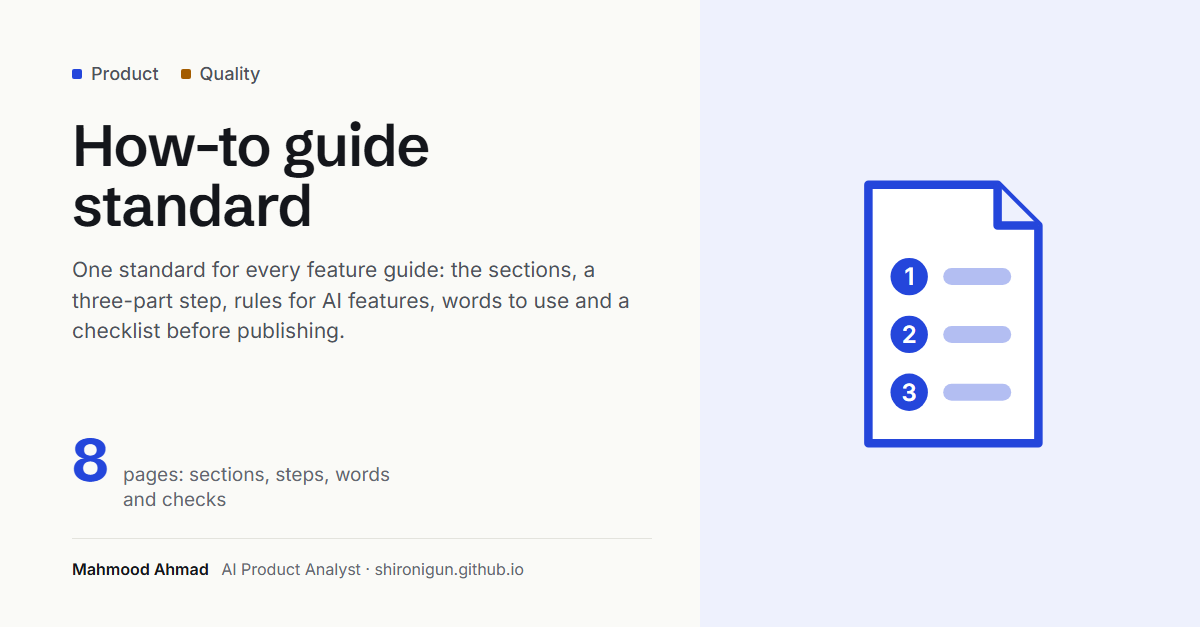 Product Quality
How-to guide
standard
One standard for every feature guide: the sections, a
three-part step, rules for AI features, words to use and a
checklist before publishing.
8 pages: sections, steps, words
and checks
Mahmood Ahmad AI Product Analyst · shironigun.github.io
1
2
3